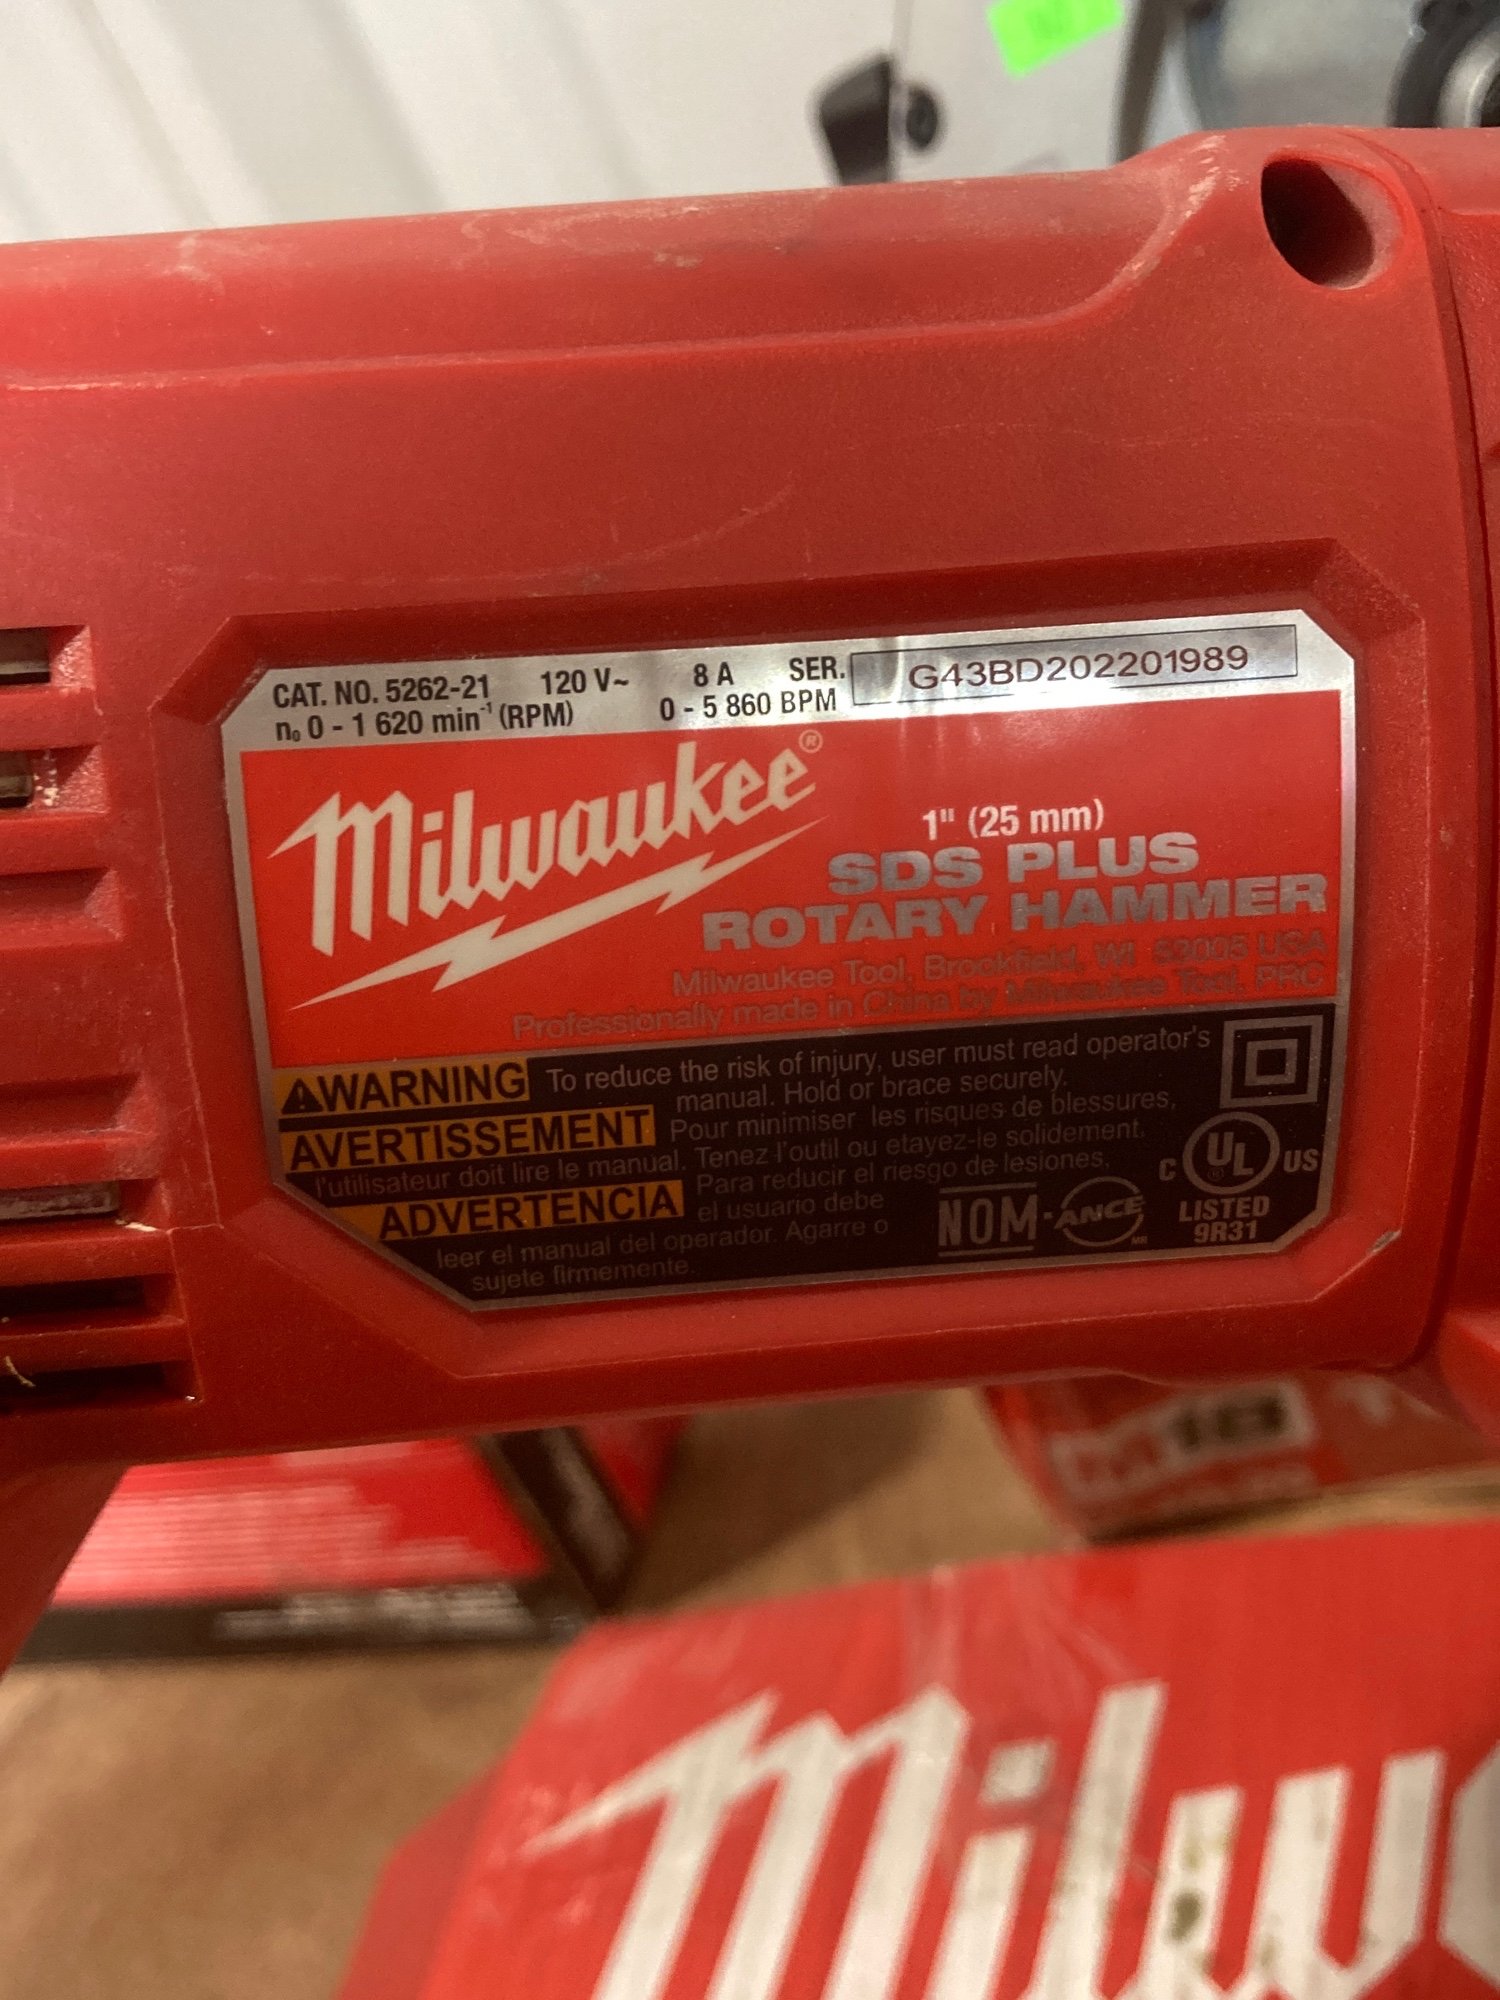 CAT. NO. 5262-21 120 V~ 8 A SER. G43BD202201989
n₀ 0 - 1 620 min⁻¹ (RPM) 0 - 5 860 BPM
Milwaukee®
1" (25 mm)
SDS PLUS
ROTARY HAMMER
Milwaukee Tool, Brookfield, WI 53005 USA
Professionally made in China by Milwaukee Tool, PRC
⚠WARNING To reduce the risk of injury, user must read operator's
manual. Hold or brace securely.
AVERTISSEMENT Pour minimiser les risques de blessures,
l'utilisateur doit lire le manual. Tenez l'outil ou etayez-le solidement.
ADVERTENCIA Para reducir el riesgo de lesiones,
el usuario debe
leer el manual del operador. Agarre o
sujete firmemente.
NOM-ANCE MR
C UL® US
LISTED
9R31
M18
Milw